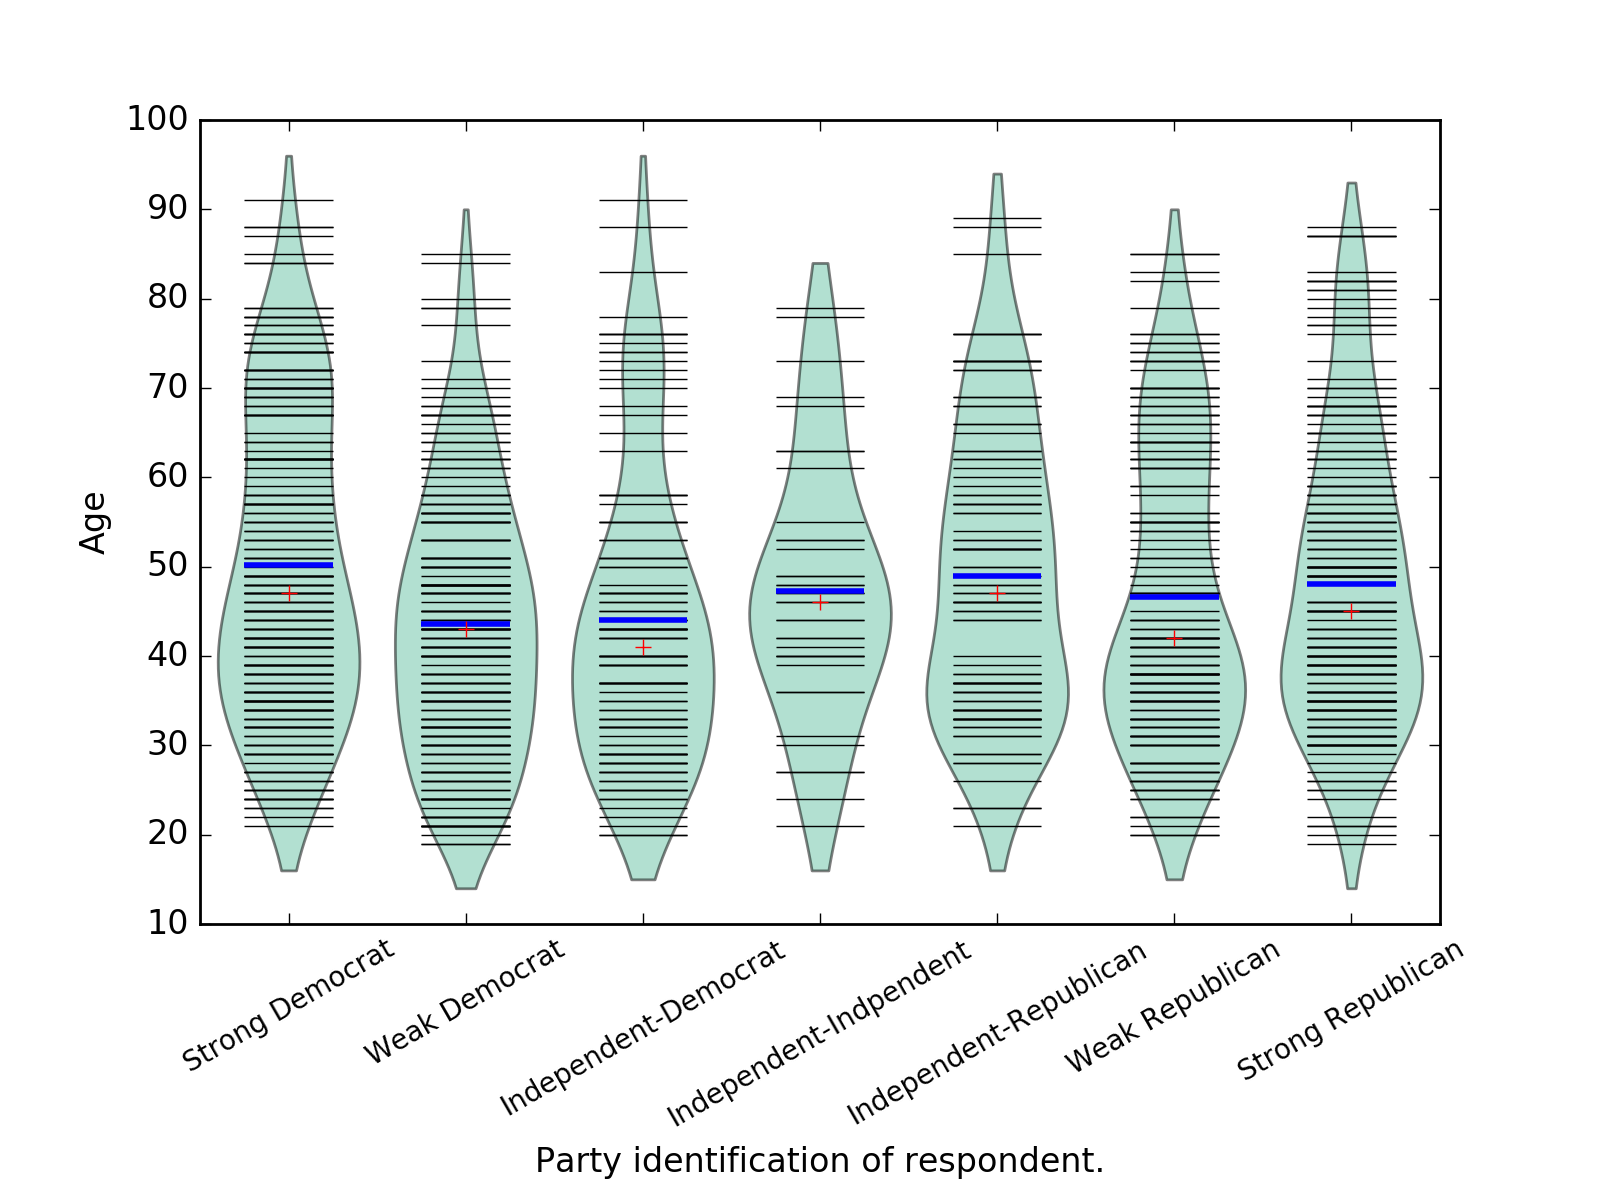 100
90
80
70
60
50
40
30
20
10
Age
Strong Democrat
Weak Democrat
Independent-Democrat
Independent-Indpendent
Independent-Republican
Weak Republican
Strong Republican
Party identification of respondent.